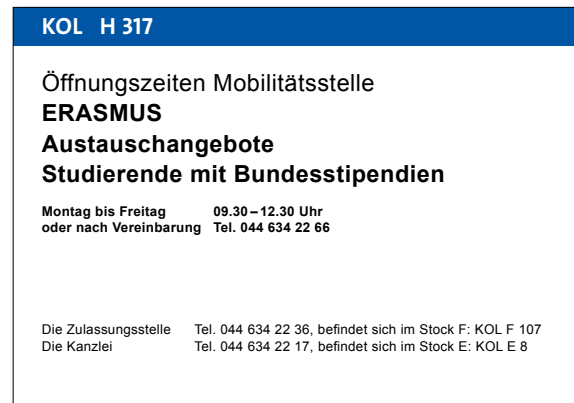 KOL H 317
Öffnungszeiten Mobilitätsstelle
ERASMUS
Austauschangebote
Studierende mit Bundesstipendien
Montag bis Freitag 09.30–12.30 Uhr
oder nach Vereinbarung Tel. 044 634 22 66
Die Zulassungsstelle Tel. 044 634 22 36, befindet sich im Stock F: KOL F 107
Die Kanzlei Tel. 044 634 22 17, befindet sich im Stock E: KOL E 8